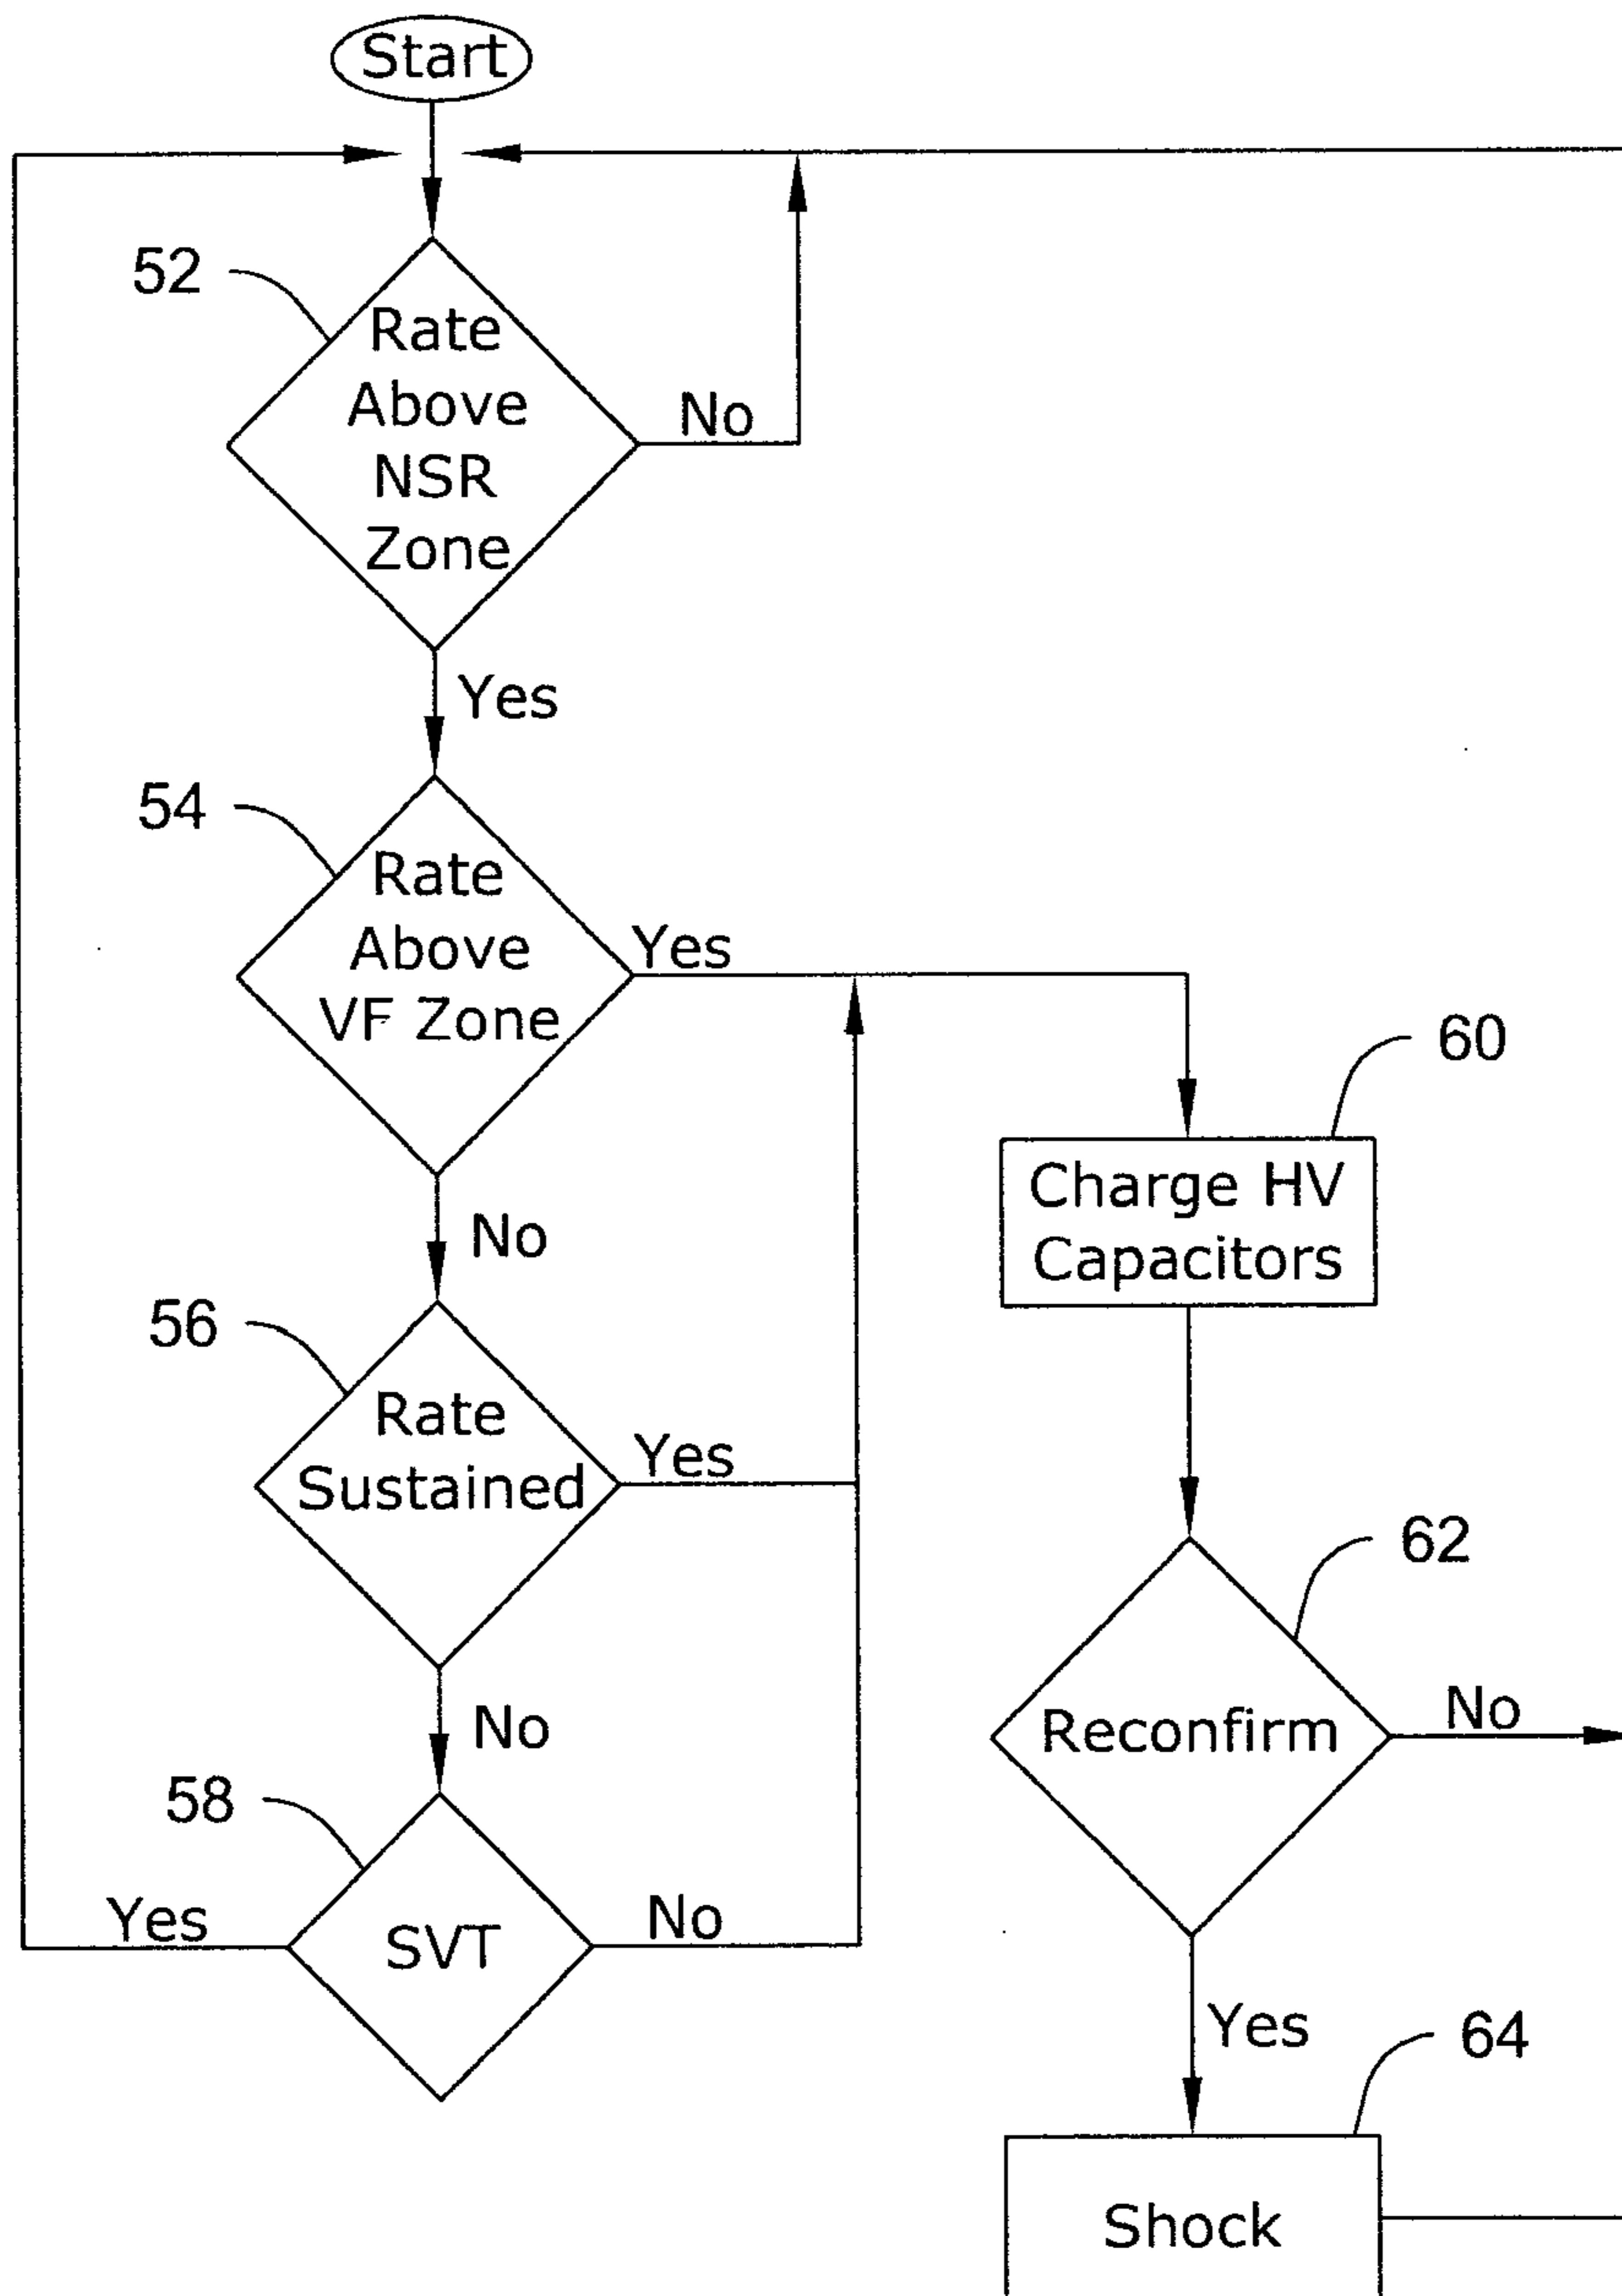 Start
52
Rate
Above
NSR
Zone
No
Yes
54
Rate
Above
VF Zone
Yes
No
60
Charge HV
Capacitors
56
Rate
Sustained
Yes
No
62
Reconfirm
No
58
SVT
Yes
No
Yes
64
Shock